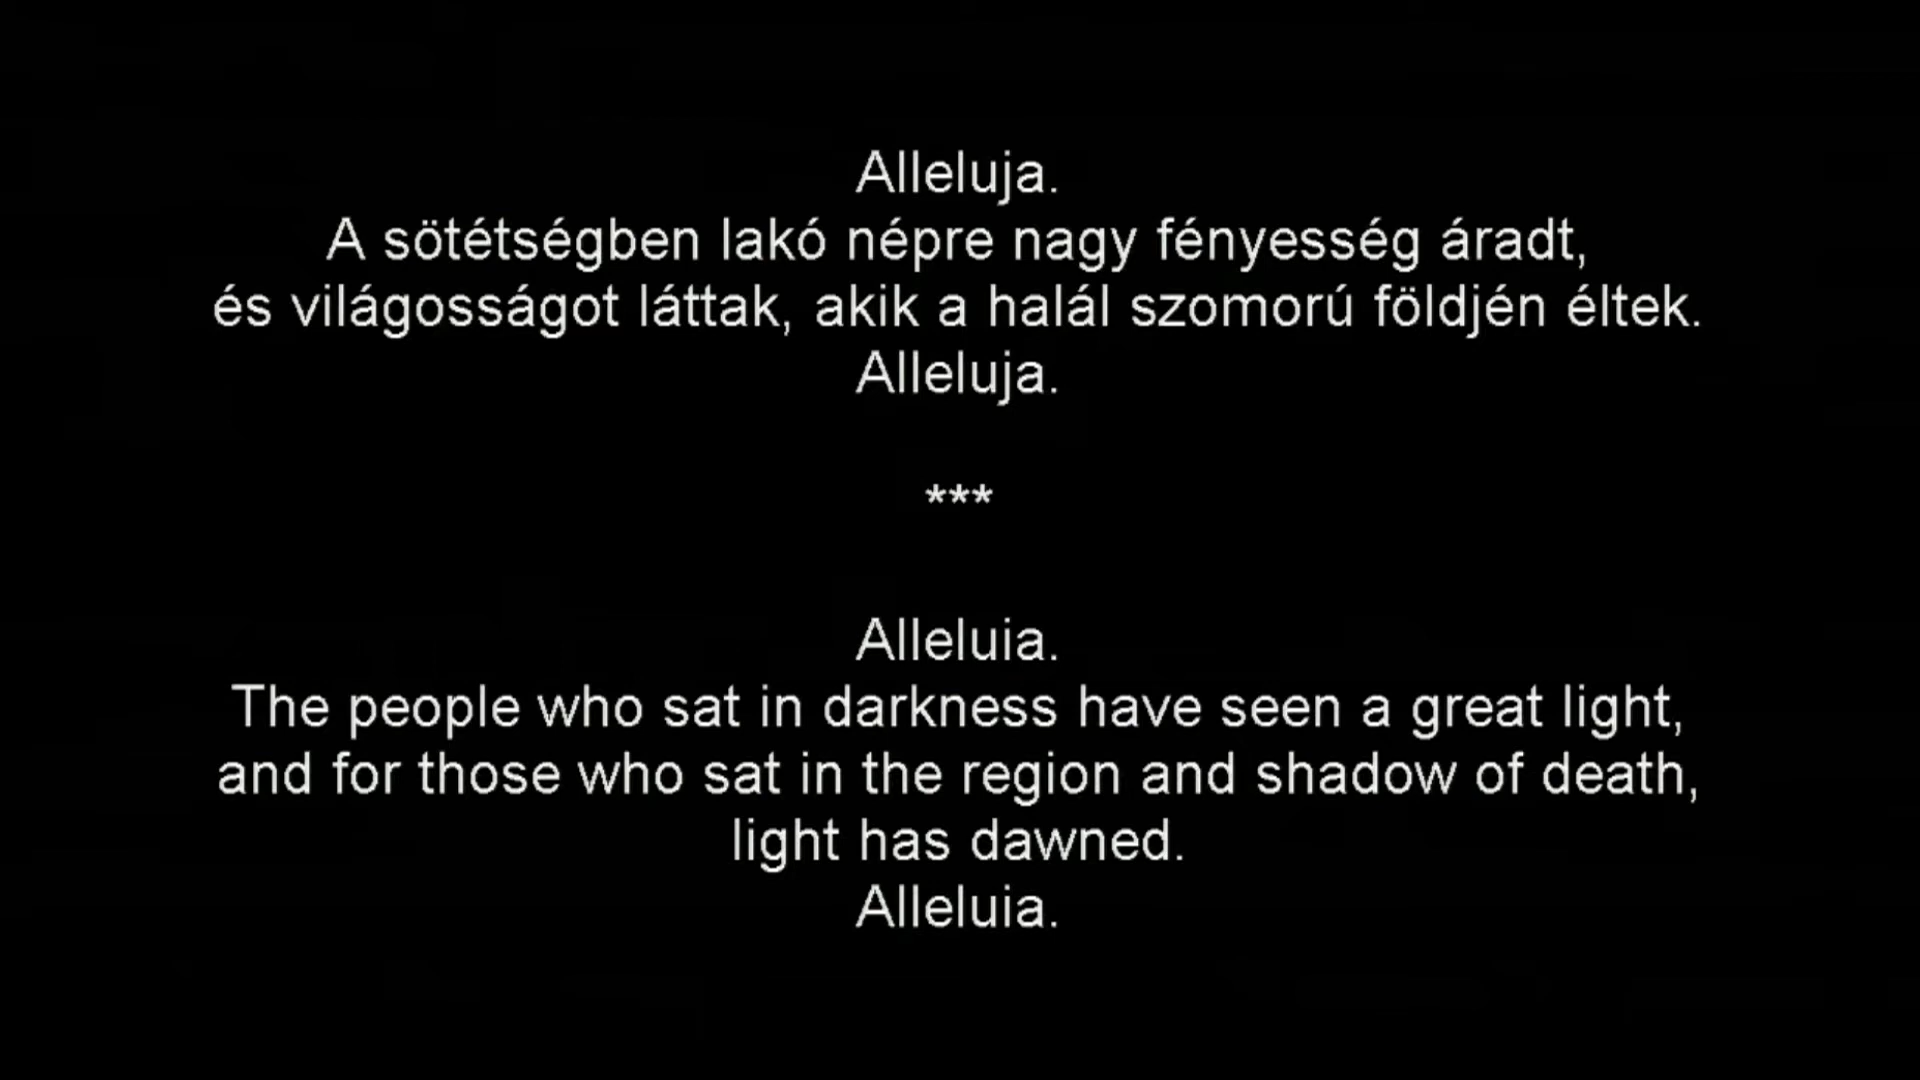 Alleluja.
A sötétségben lakó népre nagy fényesség áradt,
és világosságot láttak, akik a halál szomorú földjén éltek.
Alleluja.
***
Alleluia.
The people who sat in darkness have seen a great light,
and for those who sat in the region and shadow of death,
light has dawned.
Alleluia.